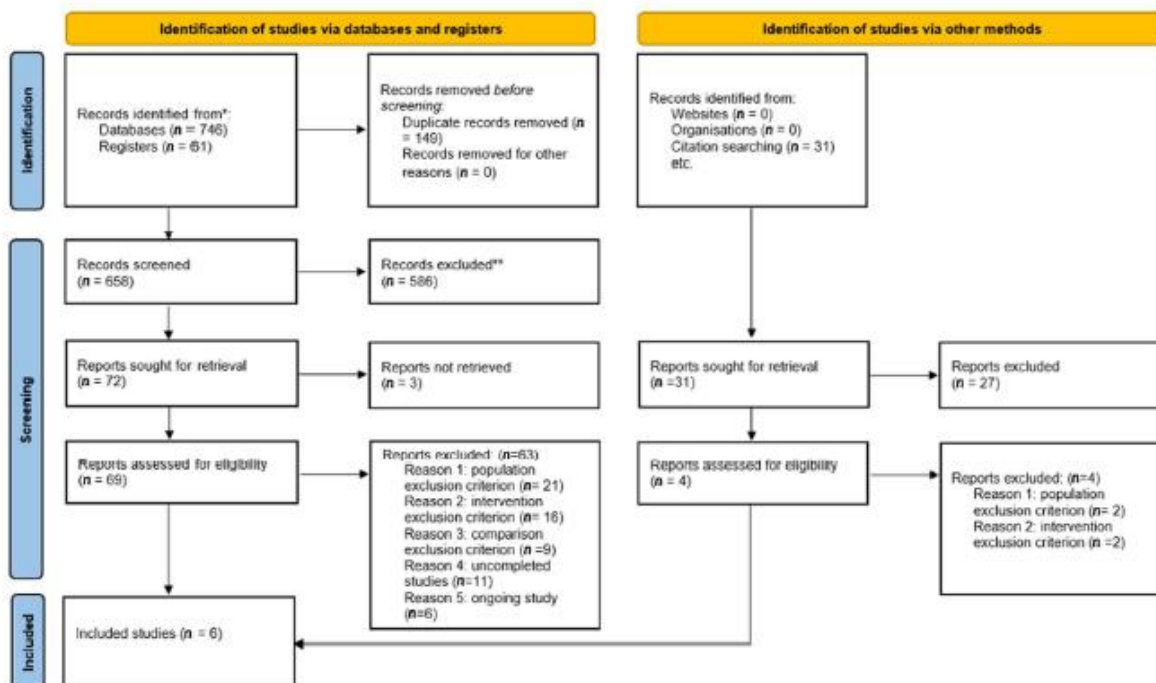 Identification of studies via databases and registers
Identification of studies via other methods
Identification
Records identified from*:
Databases (n = 746)
Registers (n = 61)
Records removed before
screening:
Duplicate records removed (n
= 149)
Records removed for other
reasons (n = 0)
Records identified from:
Websites (n = 0)
Organisations (n = 0)
Citation searching (n = 31)
etc.
Screening
Records screened
(n = 658)
Records excluded**
(n = 586)
Reports sought for retrieval
(n = 72)
Reports not retrieved
(n = 3)
Reports sought for retrieval
(n =31)
Reports excluded
(n = 27)
Reports assessed for eligibility
(n = 69)
Reports excluded: (n=63)
Reason 1: population
exclusion criterion (n= 21)
Reason 2: intervention
exclusion criterion (n= 16)
Reason 3: comparison
exclusion criterion (n =9)
Reason 4: uncompleted
studies (n=11)
Reason 5: ongoing study
(n=6)
Reports assessed for eligibility
(n = 4)
Reports excluded: (n=4)
Reason 1: population
exclusion criterion (n= 2)
Reason 2: intervention
exclusion criterion (n =2)
Included
Included studies (n = 6)